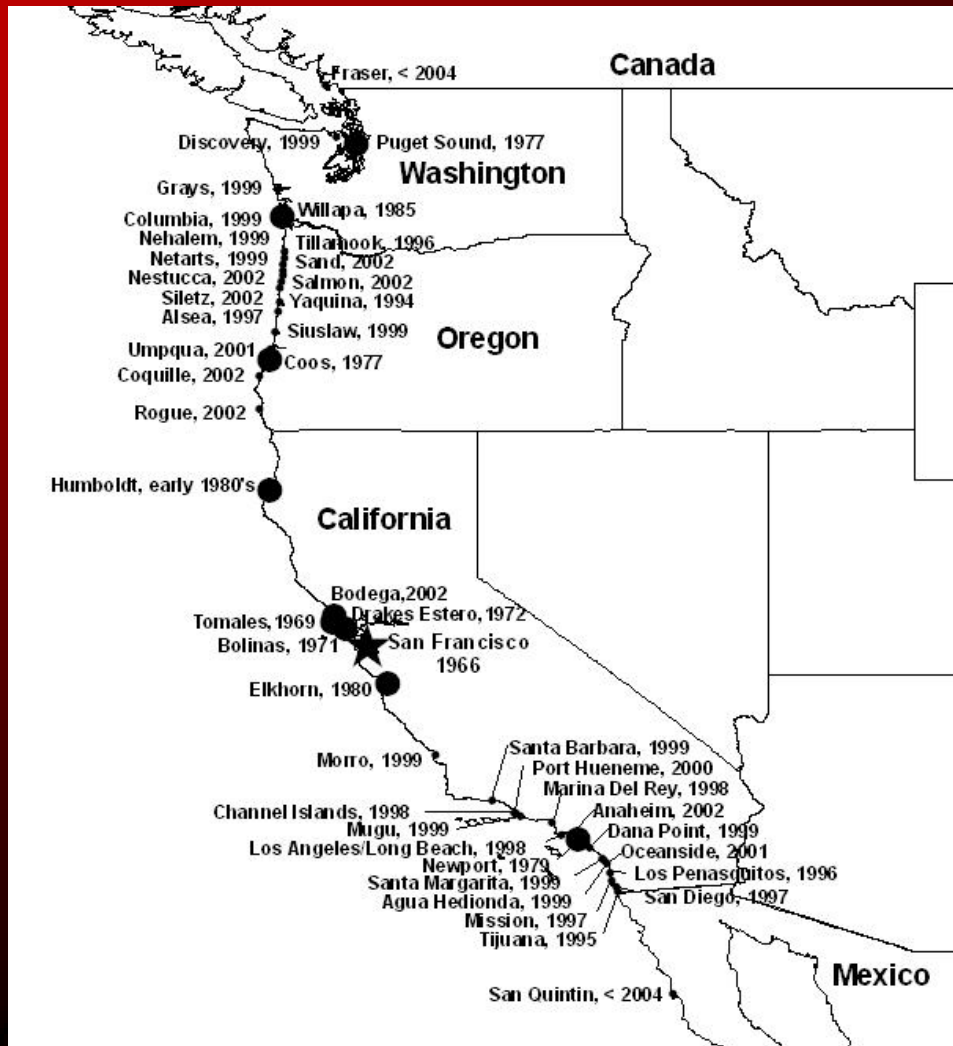 Fraser, < 2004
Canada
Discovery, 1999
Puget Sound, 1977
Washington
Grays, 1999
Willapa, 1985
Columbia, 1999
Nehalem, 1999
Tillamook, 1996
Netarts, 1999
Sand, 2002
Nestucca, 2002
Salmon, 2002
Siletz, 2002
Yaquina, 1994
Alsea, 1997
Siuslaw, 1999
Oregon
Umpqua, 2001
Coos, 1977
Coquille, 2002
Rogue, 2002
Humboldt, early 1980's
California
Bodega,2002
Drakes Estero,1972
Tomales,1969
Bolinas, 1971
San Francisco
1966
Elkhorn, 1980
Morro, 1999
Santa Barbara, 1999
Port Hueneme, 2000
Marina Del Rey, 1998
Channel Islands, 1998
Anaheim, 2002
Mugu, 1999
Dana Point, 1999
Los Angeles/Long Beach, 1998
Oceanside, 2001
Newport, 1979
Los Penasquitos, 1996
Santa Margarita, 1999
San Diego, 1997
Agua Hedionda, 1999
Mission, 1997
Tijuana, 1995
Mexico
San Quintin, < 2004